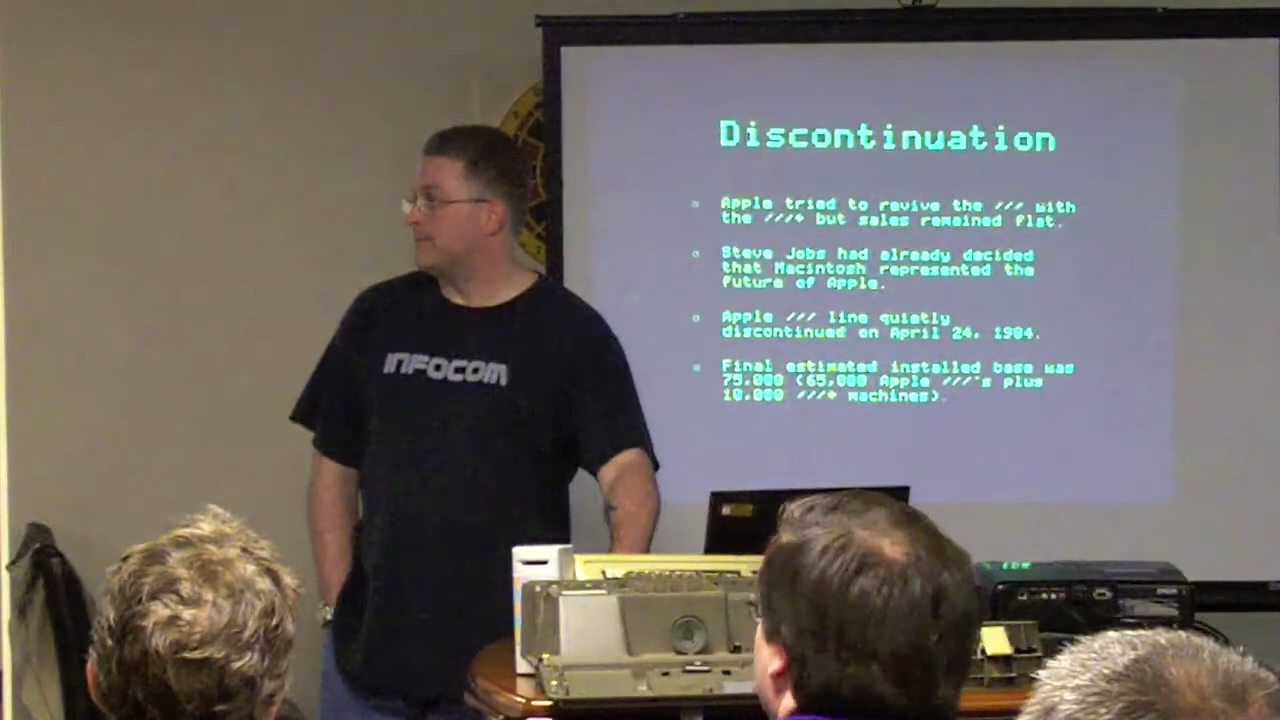 Discontinuation
Apple tried to revive the /// with
the ///+ but sales remained flat.
Steve Jobs had already decided
that Macintosh represented the
future of Apple.
Apple /// line quietly
discontinued on April 24, 1984.
Final estimated installed base was
75,000 (65,000 Apple ///'s plus
10,000 ///+ machines).
INFOCOM
EPSON